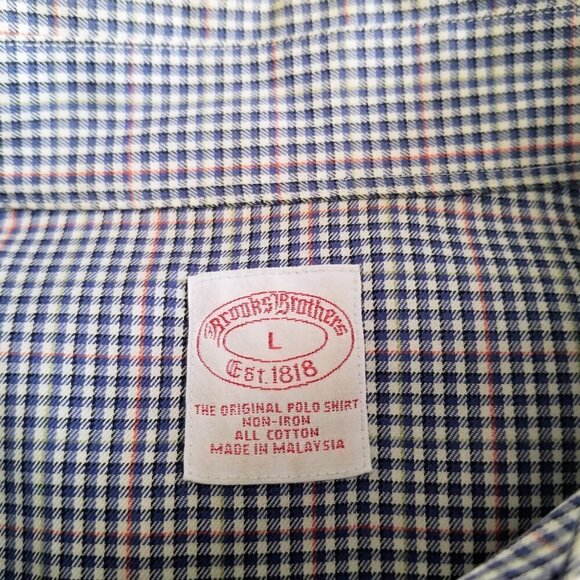 Brooks Brothers
L
Est. 1818
THE ORIGINAL POLO SHIRT
NON-IRON
ALL COTTON
MADE IN MALAYSIA